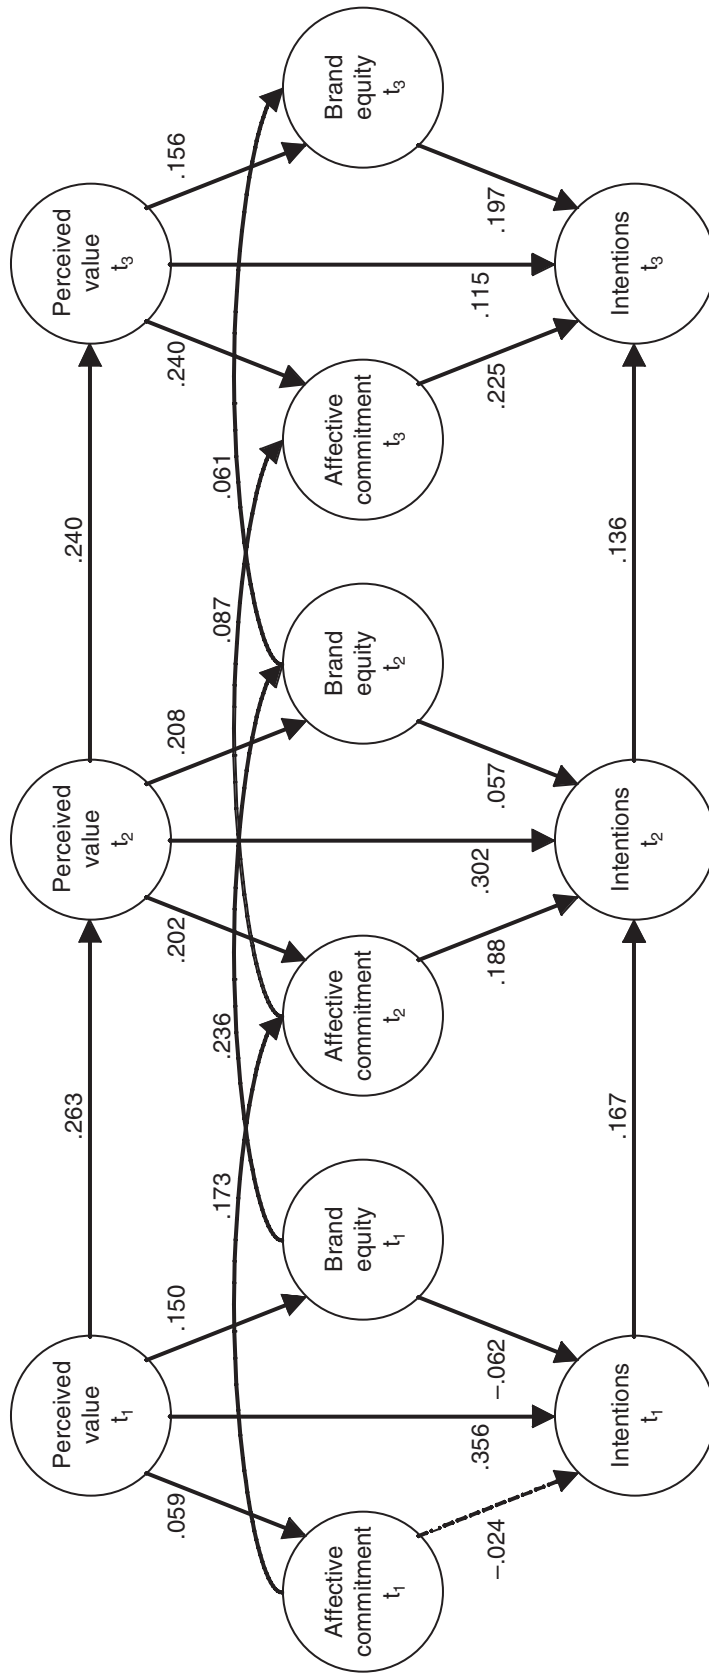 Perceived
value
t₁
.263
Perceived
value
t₂
.240
Perceived
value
t₃
.059
.150
.202
.208
.240
.156
.173
.236
.087
.061
Affective
commitment
t₁
Brand
equity
t₁
Affective
commitment
t₂
Brand
equity
t₂
Affective
commitment
t₃
Brand
equity
t₃
–.024
.356
–.062
.188
.302
.057
.225
.115
.197
Intentions
t₁
.167
Intentions
t₂
.136
Intentions
t₃